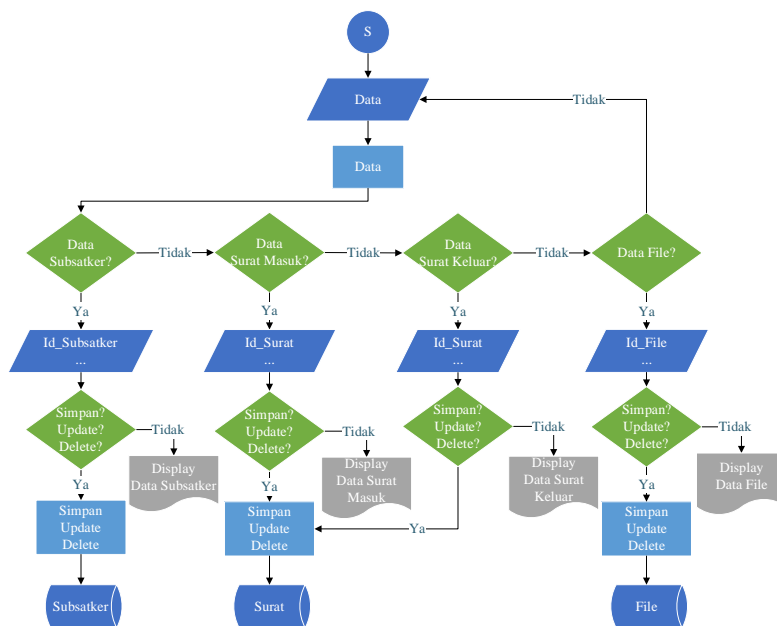 S
Data
Tidak
Data
Data
Subsatker?
Tidak
Data
Surat Masuk?
Tidak
Data
Surat Keluar?
Tidak
Data File?
Ya
Ya
Ya
Ya
Id_Subsatker
...
Id_Surat
...
Id_Surat
...
Id_File
...
Simpan?
Update?
Delete?
Tidak
Simpan?
Update?
Delete?
Tidak
Simpan?
Update?
Delete?
Tidak
Simpan?
Update?
Delete?
Tidak
Display
Data Subsatker
Display
Data Surat
Masuk
Display
Data Surat
Keluar
Display
Data File
Ya
Ya
Ya
Simpan
Update
Delete
Simpan
Update
Delete
Ya
Simpan
Update
Delete
Subsatker
Surat
File